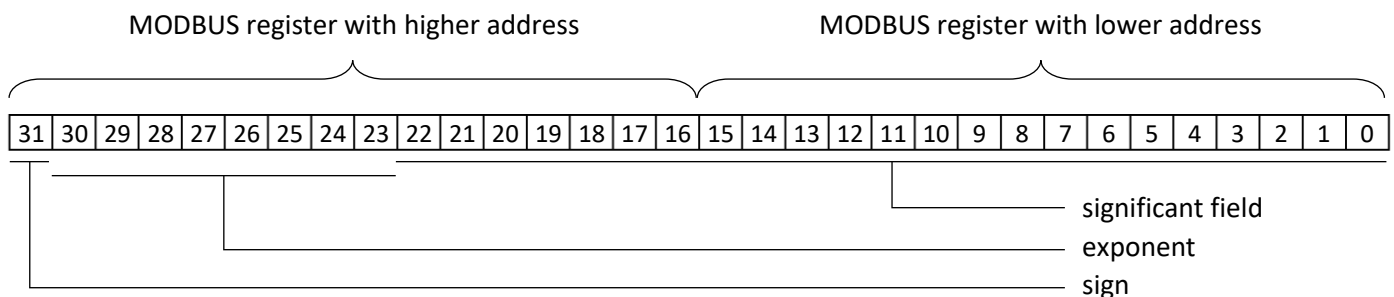 MODBUS register with higher address MODBUS register with lower address
31 30 29 28 27 26 25 24 23 22 21 20 19 18 17 16 15 14 13 12 11 10 9 8 7 6 5 4 3 2 1 0
significant field
exponent
sign